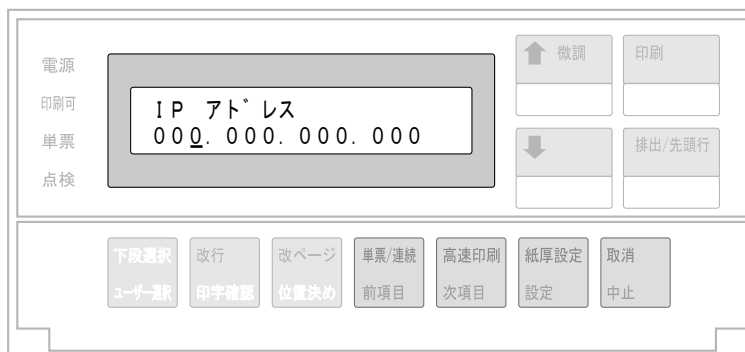 電源
印刷可
単票
点検
IP アドレス
000. 000. 000. 000
微調
印刷
排出/先頭行
下段選択
ユーザー選択
改行
印字確認
改ページ
位置決め
単票/連続
前項目
高速印刷
次項目
紙厚設定
設定
取消
中止